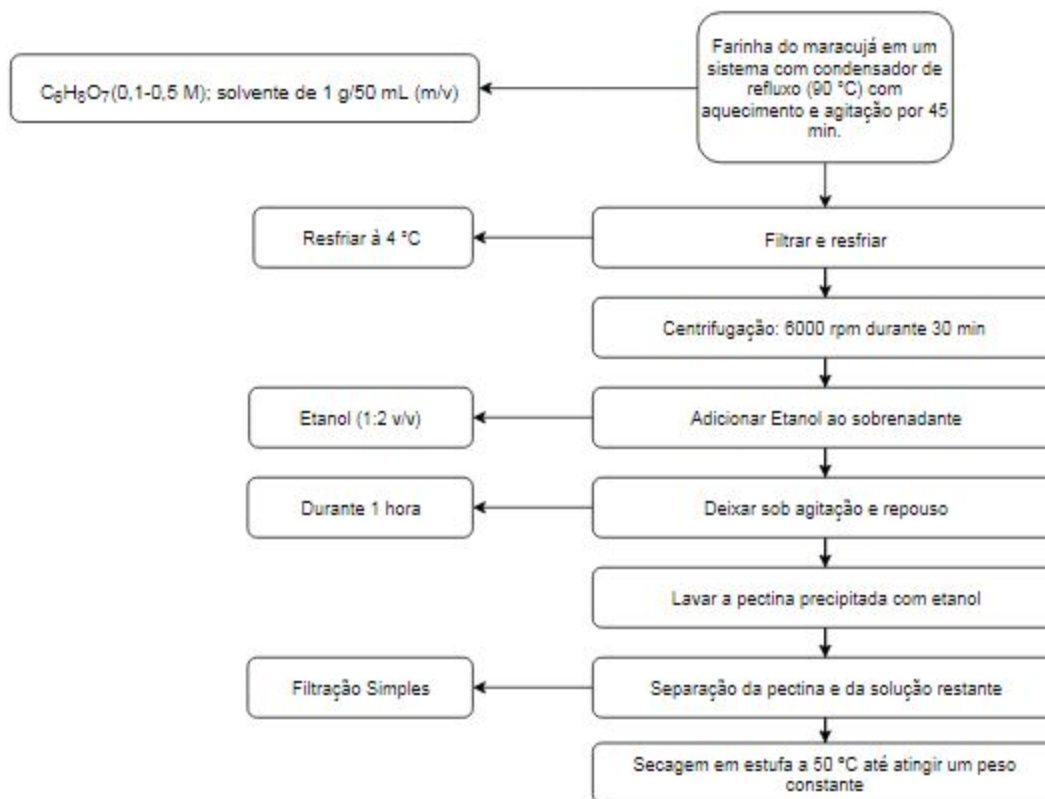 Farinha do maracujá em um
sistema com condensador de
refluxo (90 °C) com
aquecimento e agitação por 45
min.
C₆H₈O₇(0,1-0,5 M); solvente de 1 g/50 mL (m/v)
Resfriar à 4 °C
Filtrar e resfriar
Centrifugação: 6000 rpm durante 30 min
Etanol (1:2 v/v)
Adicionar Etanol ao sobrenadante
Durante 1 hora
Deixar sob agitação e repouso
Lavar a pectina precipitada com etanol
Filtração Simples
Separação da pectina e da solução restante
Secagem em estufa a 50 °C até atingir um peso
constante